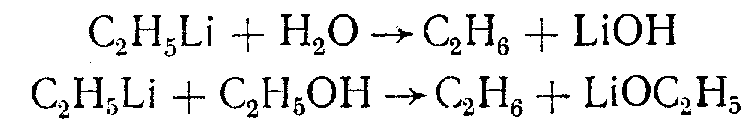 C₂H₅Li + H₂O → C₂H₆ + LiOH
C₂H₅Li + C₂H₅OH → C₂H₆ + LiOC₂H₅